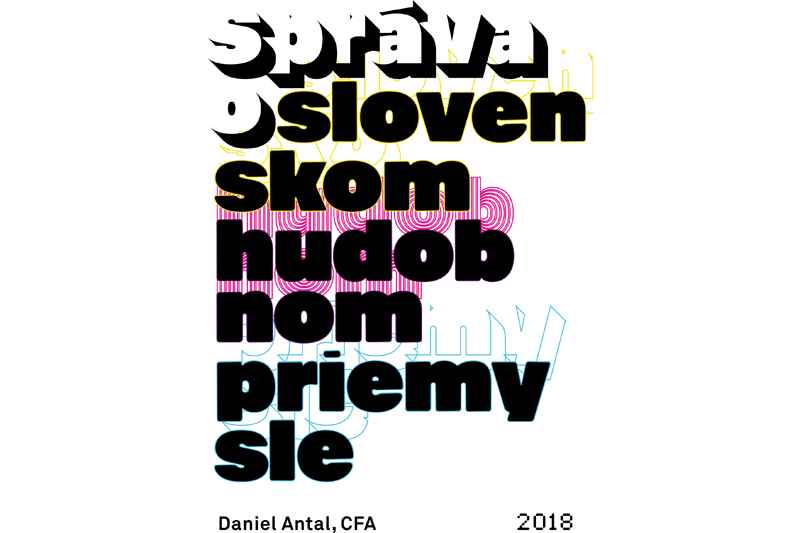 Správa
o sloven
skom
hudob
nom
priemy
sle
Daniel Antal, CFA 2018